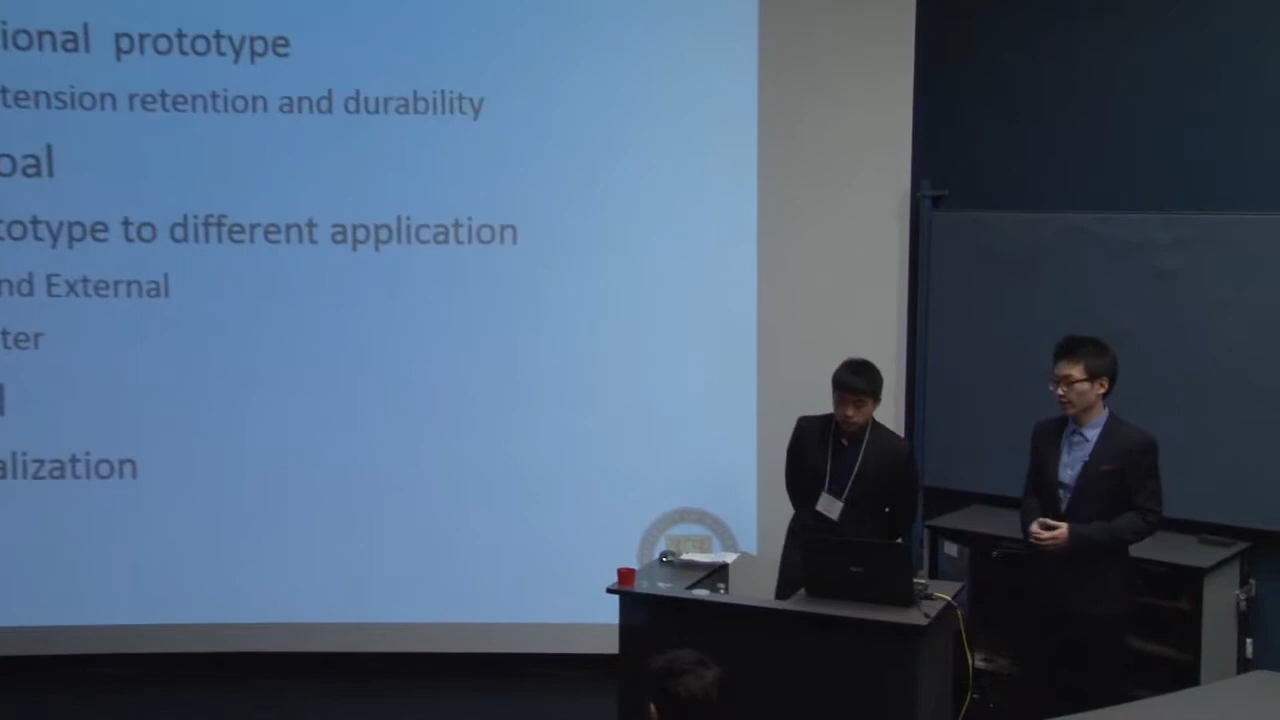 ional prototype
tension retention and durability
oal
totype to different application
nd External
ter
l
alization